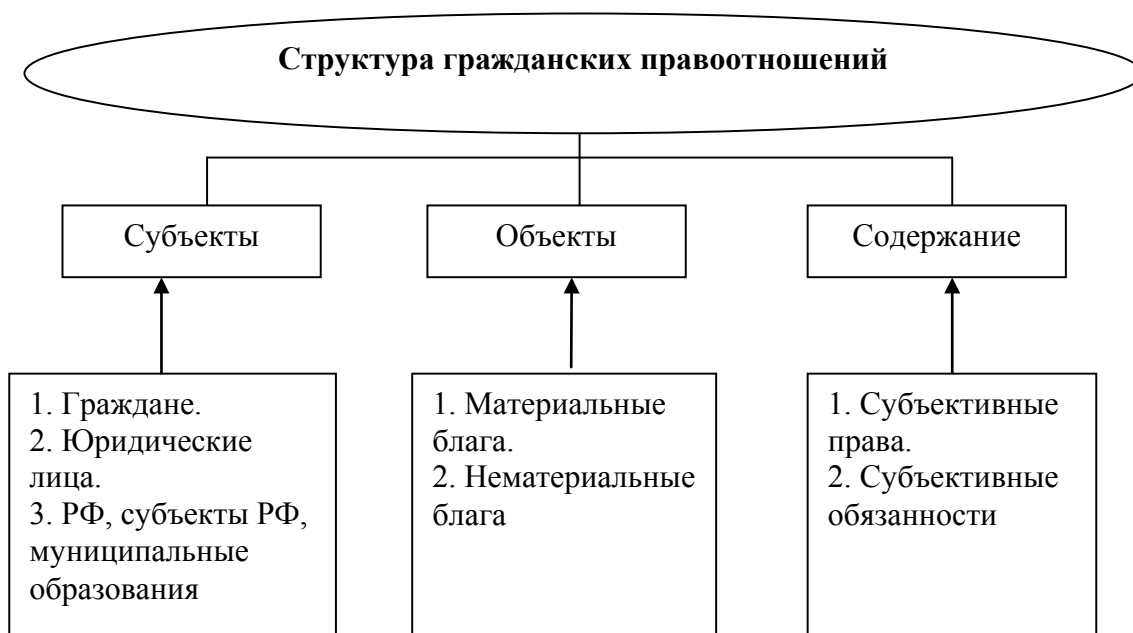 Структура гражданских правоотношений
Субъекты
Объекты
Содержание
1. Граждане.
2. Юридические
лица.
3. РФ, субъекты РФ,
муниципальные
образования
1. Материальные
блага.
2. Нематериальные
блага
1. Субъективные
права.
2. Субъективные
обязанности